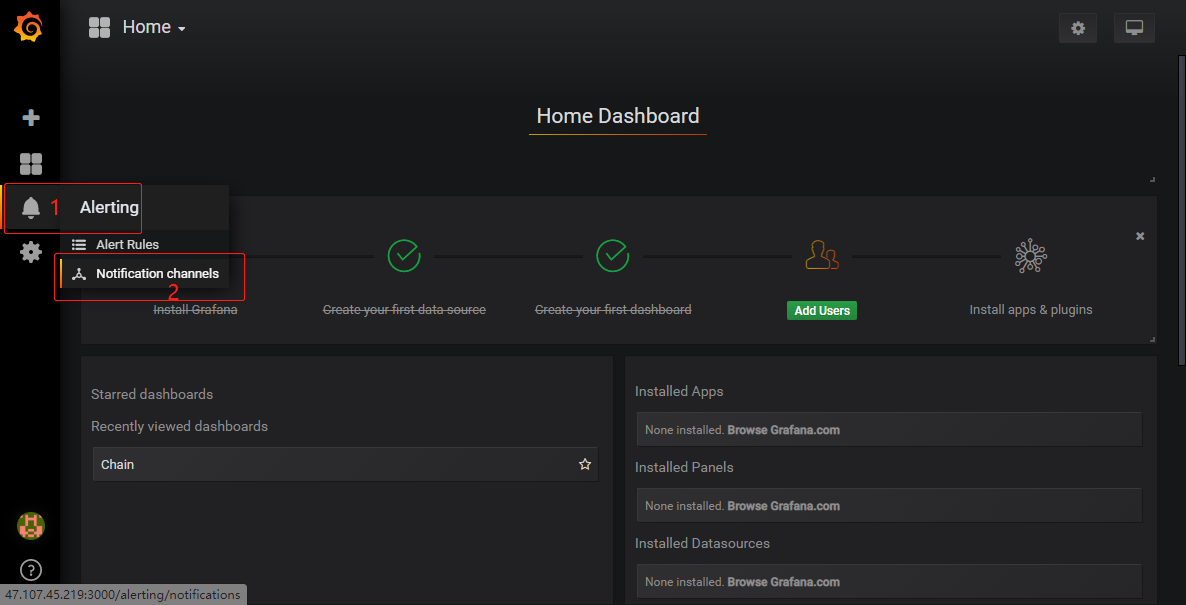 Home
Home Dashboard
1 Alerting
Alert Rules
Notification channels
2
Install Grafana
Create your first data source
Create your first dashboard
Add Users
Install apps & plugins
Starred dashboards
Recently viewed dashboards
Chain
Installed Apps
None installed. Browse Grafana.com
Installed Panels
None installed. Browse Grafana.com
Installed Datasources
None installed. Browse Grafana.com
47.107.45.219:3000/alerting/notifications